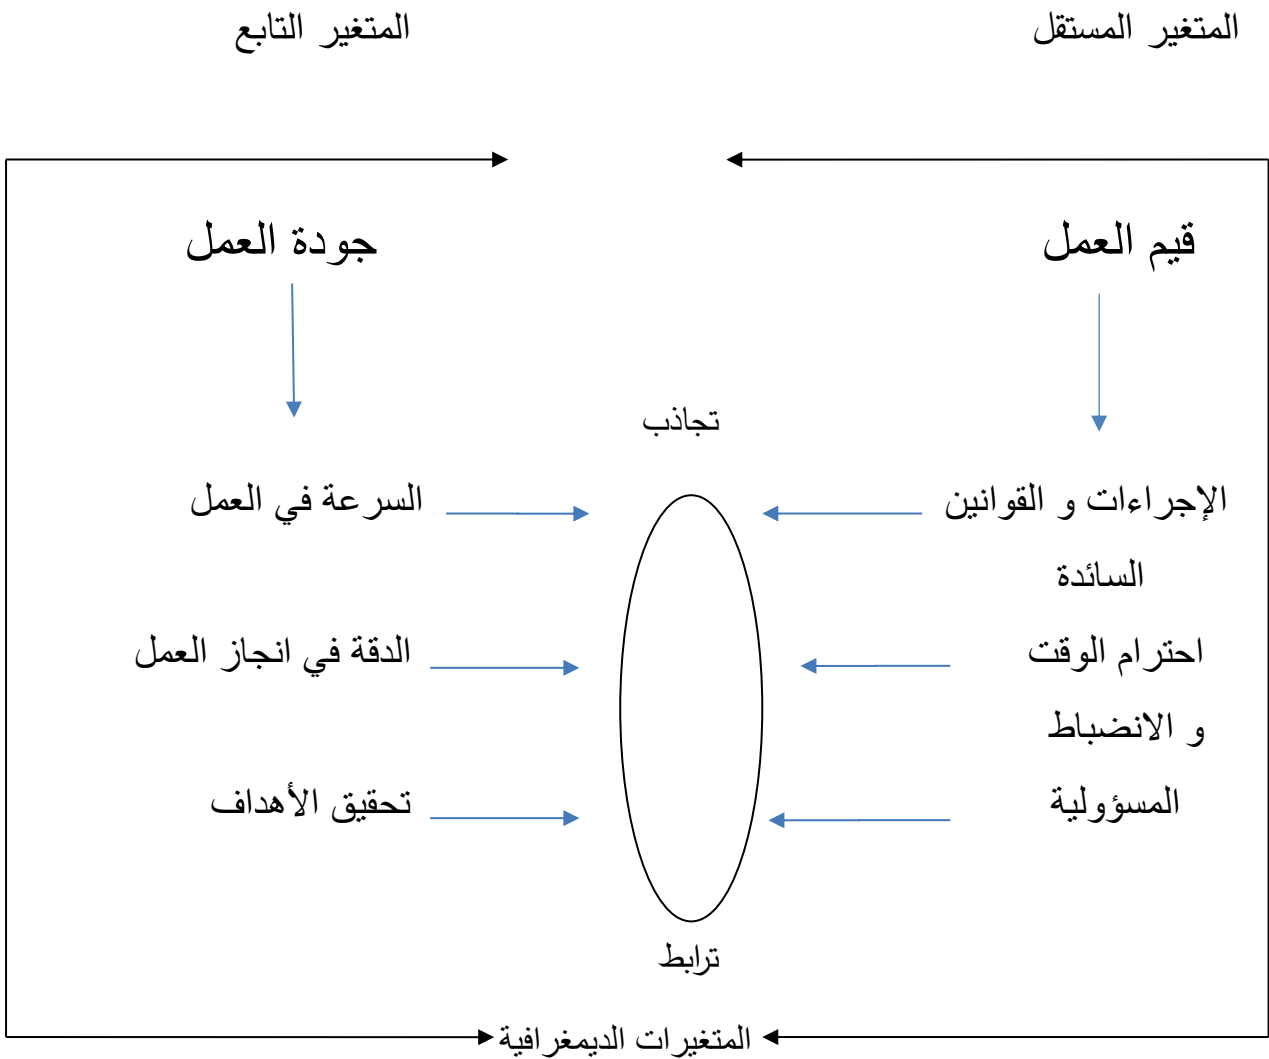 المتغير المستقل
المتغير التابع
قيم العمل
جودة العمل
تجاذب
الإجراءات و القوانين
السائدة
السرعة في العمل
احترام الوقت
و الانضباط
الدقة في انجاز العمل
المسؤولية
تحقيق الأهداف
ترابط
المتغيرات الديمغرافية